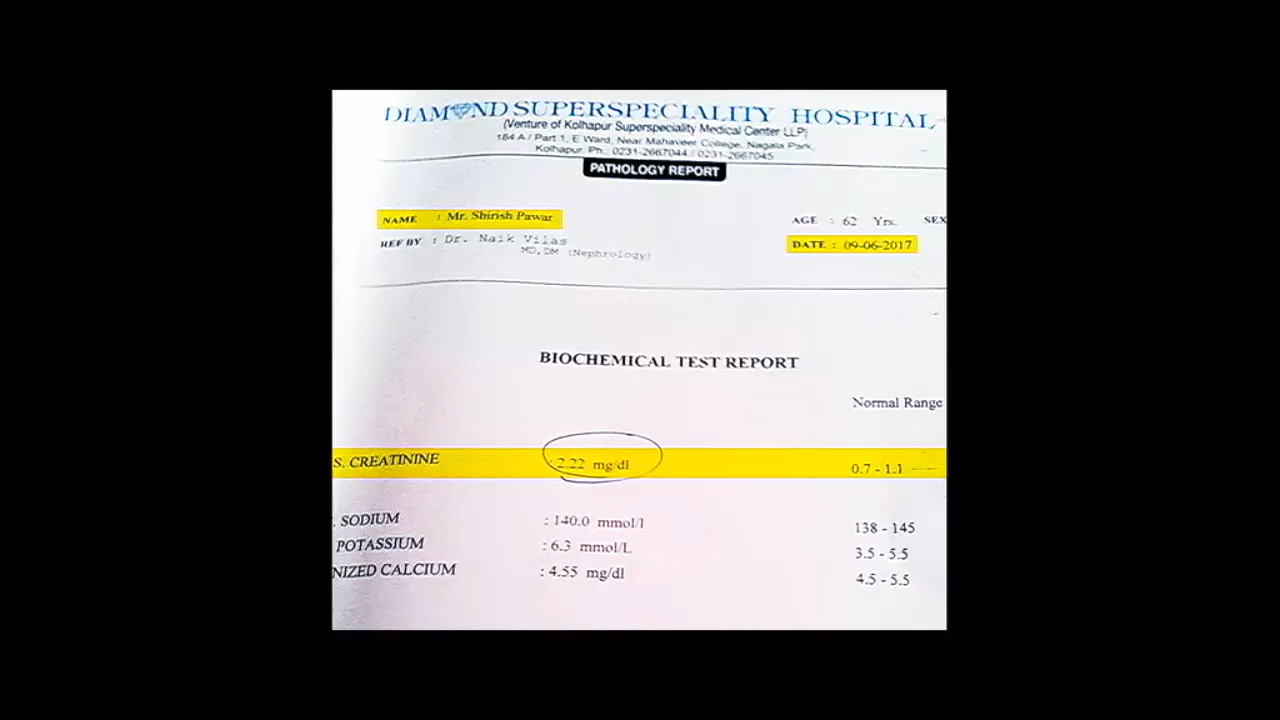 DIAMOND SUPERSPECIALITY HOSPITAL
(Venture of Kolhapur Superspeciality Medical Center LLP)
184 A / Part 1, E Ward, Near Mahaveer College, Nagala Park,
Kolhapur. Ph.: 0231-2667044 / 0231-2667045
PATHOLOGY REPORT
NAME : Mr. Shirish Pawar AGE : 62 Yrs. SEX
REF BY : Dr. Naik Vilas DATE : 09-06-2017
MD,DM (Nephrology)
BIOCHEMICAL TEST REPORT
Normal Range
S. CREATININE : 2.22 mg/dl 0.7 - 1.1
. SODIUM : 140.0 mmol/l 138 - 145
POTASSIUM : 6.3 mmol/L 3.5 - 5.5
NIZED CALCIUM : 4.55 mg/dl 4.5 - 5.5